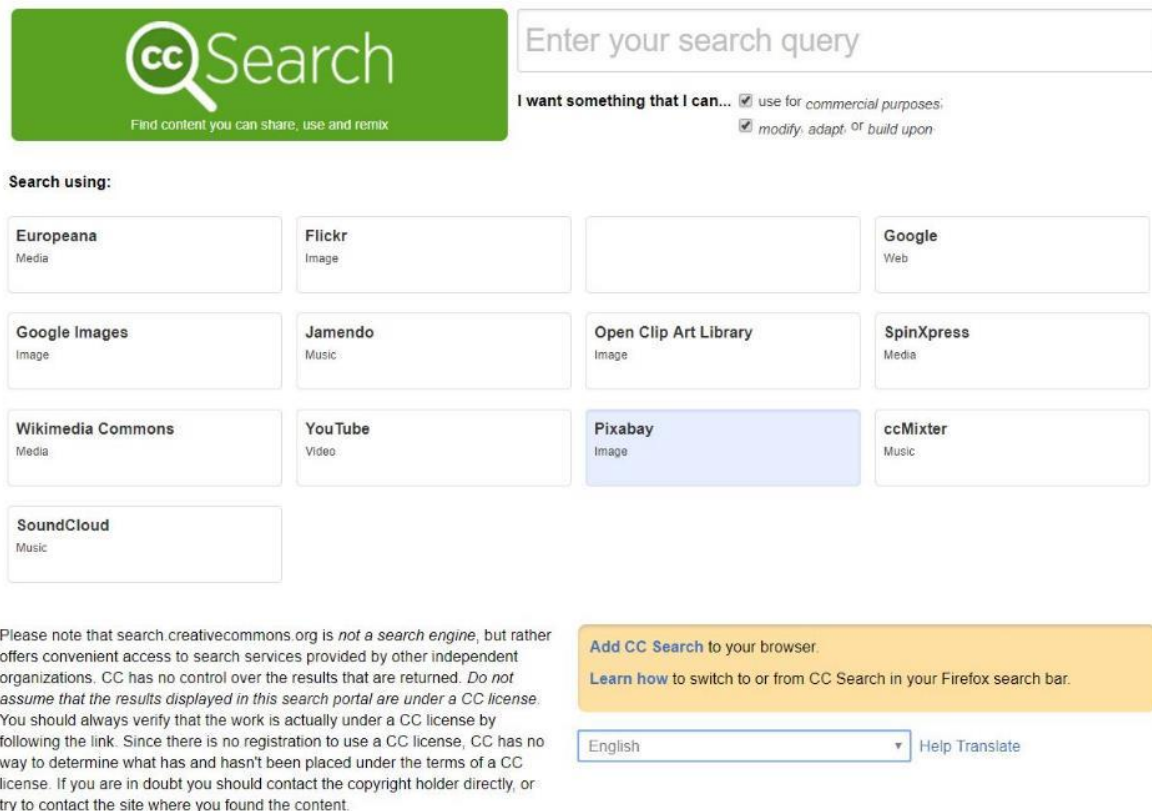 cc Search
Find content you can share, use and remix
Enter your search query
I want something that I can... use for commercial purposes;
modify, adapt, or build upon.
Search using:
Europeana
Media
Flickr
Image
Google
Web
Google Images
Image
Jamendo
Music
Open Clip Art Library
Image
SpinXpress
Media
Wikimedia Commons
Media
YouTube
Video
Pixabay
Image
ccMixter
Music
SoundCloud
Music
Please note that search.creativecommons.org is not a search engine, but rather
offers convenient access to search services provided by other independent
organizations. CC has no control over the results that are returned. Do not
assume that the results displayed in this search portal are under a CC license.
You should always verify that the work is actually under a CC license by
following the link. Since there is no registration to use a CC license, CC has no
way to determine what has and hasn't been placed under the terms of a CC
license. If you are in doubt you should contact the copyright holder directly, or
try to contact the site where you found the content.
Add CC Search to your browser.
Learn how to switch to or from CC Search in your Firefox search bar.
English
Help Translate